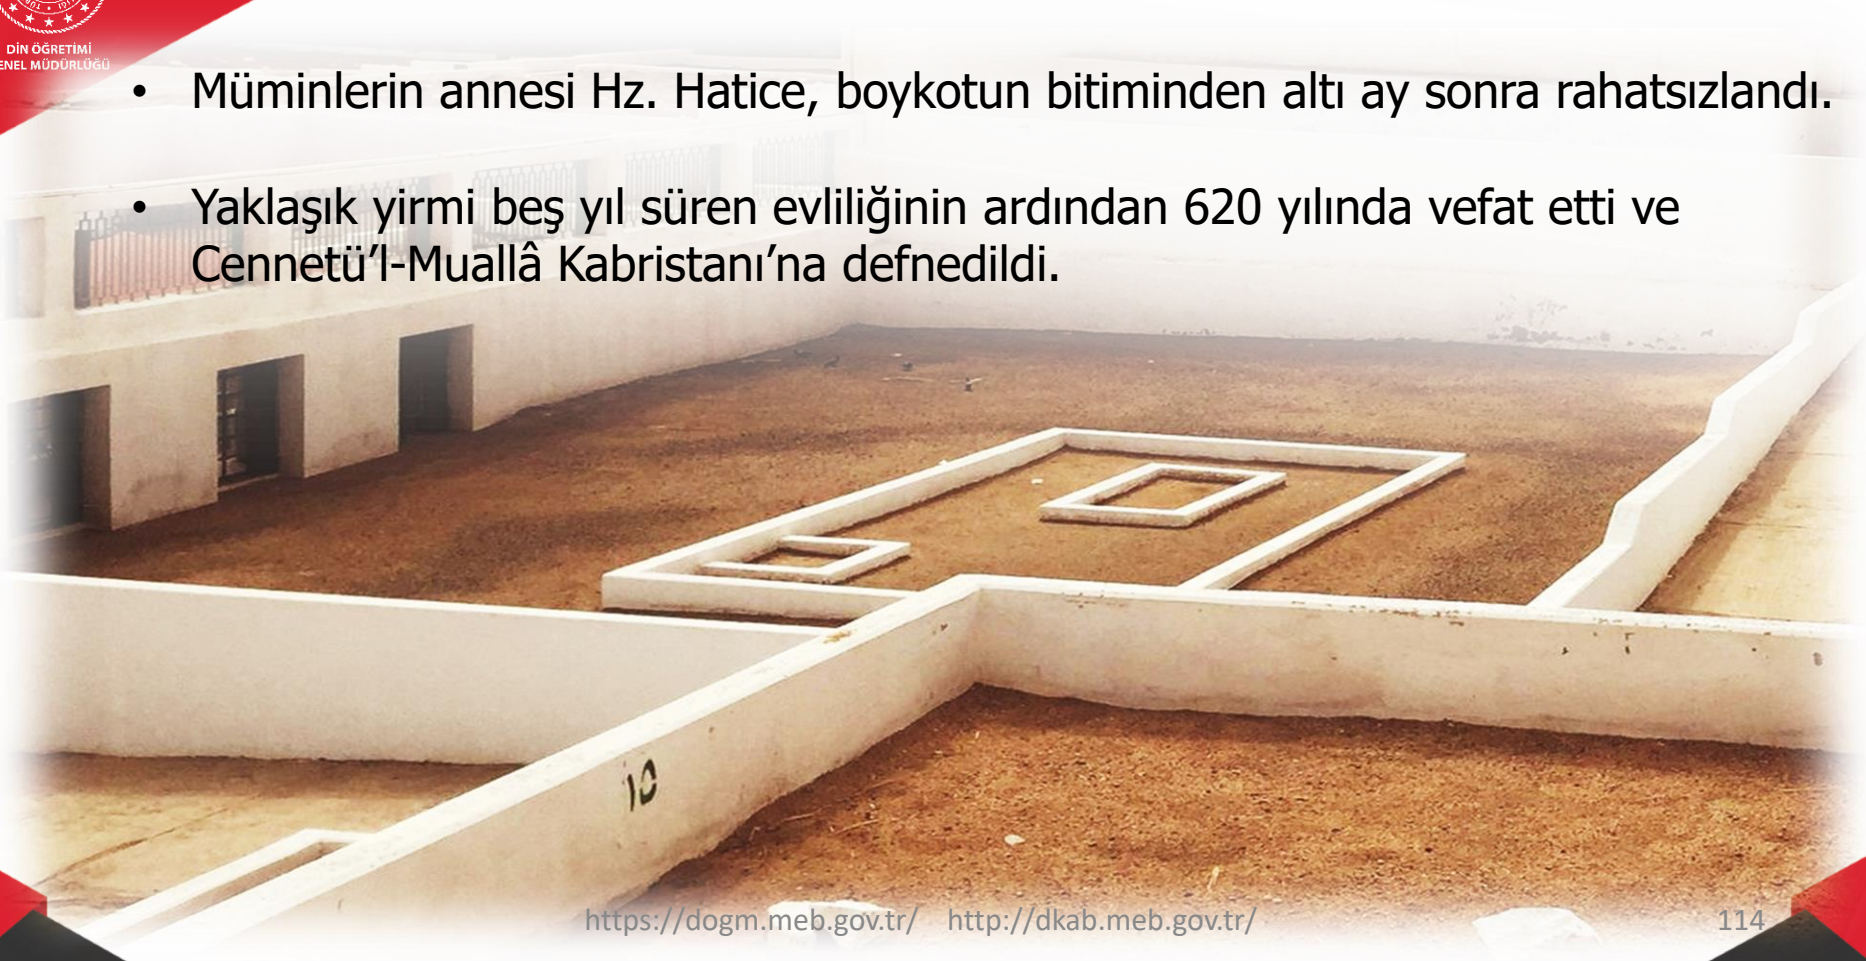 DİN ÖĞRETİMİ
GENEL MÜDÜRLÜĞÜ
• Müminlerin annesi Hz. Hatice, boykotun bitiminden altı ay sonra rahatsızlandı.
• Yaklaşık yirmi beş yıl süren evliliğinin ardından 620 yılında vefat etti ve
Cennetü’l-Muallâ Kabristanı’na defnedildi.
10
https://dogm.meb.gov.tr/ http://dkab.meb.gov.tr/
114